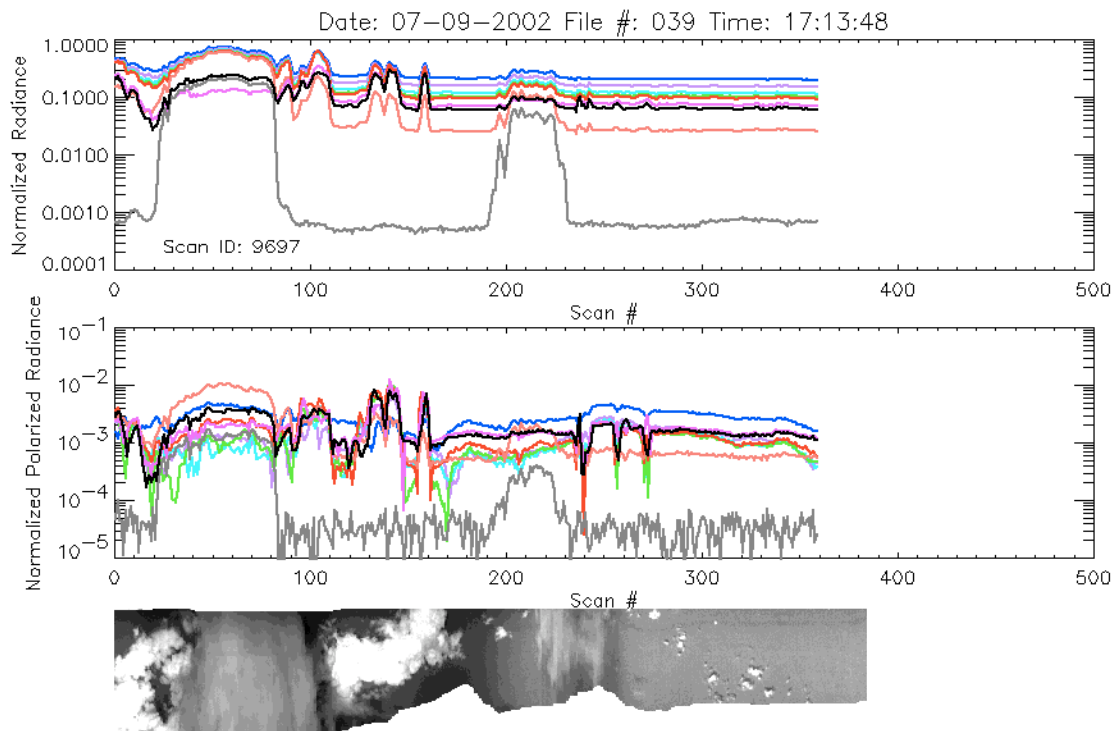 Date: 07-09-2002 File #: 039 Time: 17:13:48
Normalized Radiance
1.0000
0.1000
0.0100
0.0010
0.0001
Scan ID: 9697
0 100 200 300 400 500
Scan #
Normalized Polarized Radiance
10-1
10-2
10-3
10-4
10-5
0 100 200 300 400 500
Scan #